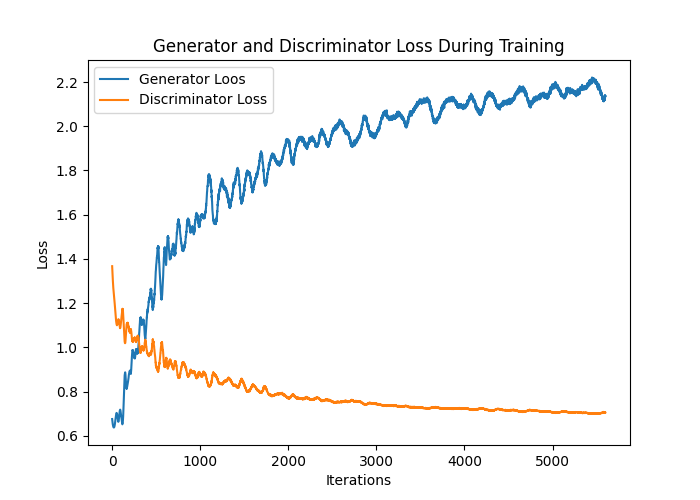 Generator and Discriminator Loss During Training
Generator Loos
Discriminator Loss
2.2
2.0
1.8
1.6
1.4
1.2
1.0
0.8
0.6
Loss
0 1000 2000 3000 4000 5000
Iterations